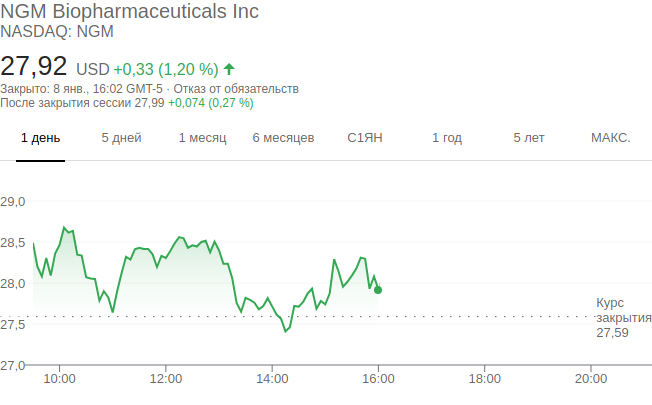 NGM Biopharmaceuticals Inc
NASDAQ: NGM
27,92 USD +0,33 (1,20 %)
Закрыто: 8 янв., 16:02 GMT-5 · Отказ от обязательств
После закрытия сессии 27,99 +0,074 (0,27 %)
1 день 5 дней 1 месяц 6 месяцев С1ЯН 1 год 5 лет МАКС.
29,0
28,5
28,0
27,5
27,0
Курс
закрытия
27,59
10:00 12:00 14:00 16:00 18:00 20:00